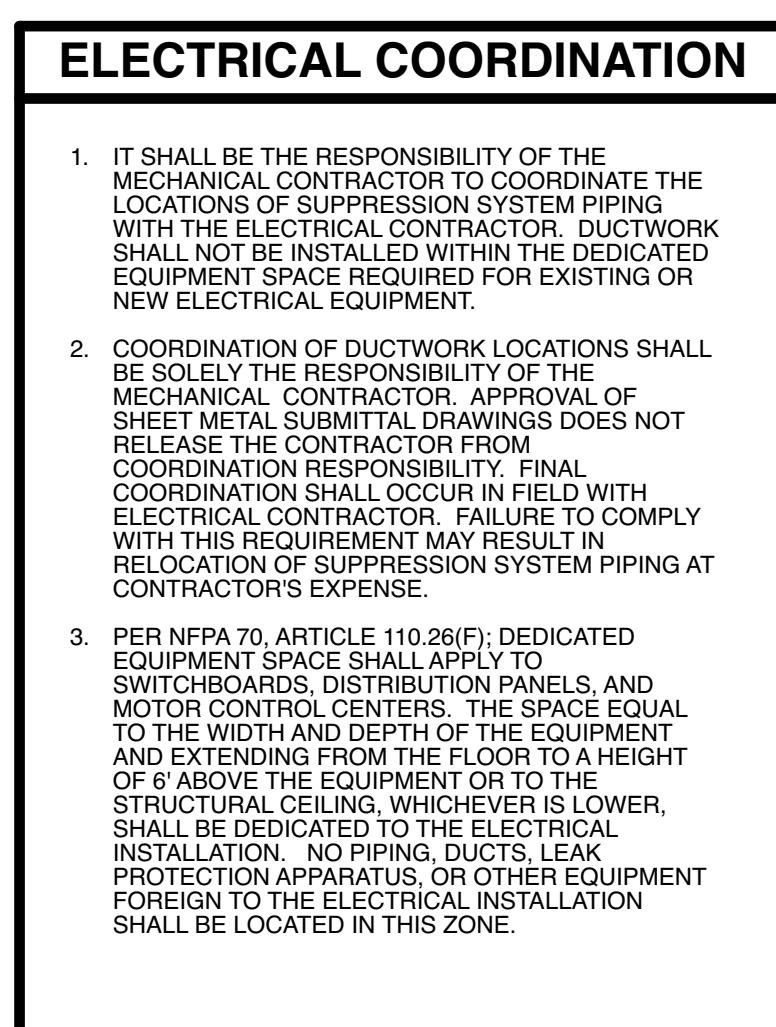 ELECTRICAL COORDINATION
1. IT SHALL BE THE RESPONSIBILITY OF THE
MECHANICAL CONTRACTOR TO COORDINATE THE
LOCATIONS OF SUPPRESSION SYSTEM PIPING
WITH THE ELECTRICAL CONTRACTOR.  DUCTWORK
SHALL NOT BE INSTALLED WITHIN THE DEDICATED
EQUIPMENT SPACE REQUIRED FOR EXISTING OR
NEW ELECTRICAL EQUIPMENT.
2. COORDINATION OF DUCTWORK LOCATIONS SHALL
BE SOLELY THE RESPONSIBILITY OF THE
MECHANICAL  CONTRACTOR.  APPROVAL OF
SHEET METAL SUBMITTAL DRAWINGS DOES NOT
RELEASE THE CONTRACTOR FROM
COORDINATION RESPONSIBILITY.  FINAL
COORDINATION SHALL OCCUR IN FIELD WITH
ELECTRICAL CONTRACTOR.  FAILURE TO COMPLY
WITH THIS REQUIREMENT MAY RESULT IN
RELOCATION OF SUPPRESSION SYSTEM PIPING AT
CONTRACTOR'S EXPENSE.
3. PER NFPA 70, ARTICLE 110.26(F); DEDICATED
EQUIPMENT SPACE SHALL APPLY TO
SWITCHBOARDS, DISTRIBUTION PANELS, AND
MOTOR CONTROL CENTERS.  THE SPACE EQUAL
TO THE WIDTH AND DEPTH OF THE EQUIPMENT
AND EXTENDING FROM THE FLOOR TO A HEIGHT
OF 6' ABOVE THE EQUIPMENT OR TO THE
STRUCTURAL CEILING, WHICHEVER IS LOWER,
SHALL BE DEDICATED TO THE ELECTRICAL
INSTALLATION.   NO PIPING, DUCTS, LEAK
PROTECTION APPARATUS, OR OTHER EQUIPMENT
FOREIGN TO THE ELECTRICAL INSTALLATION
SHALL BE LOCATED IN THIS ZONE.